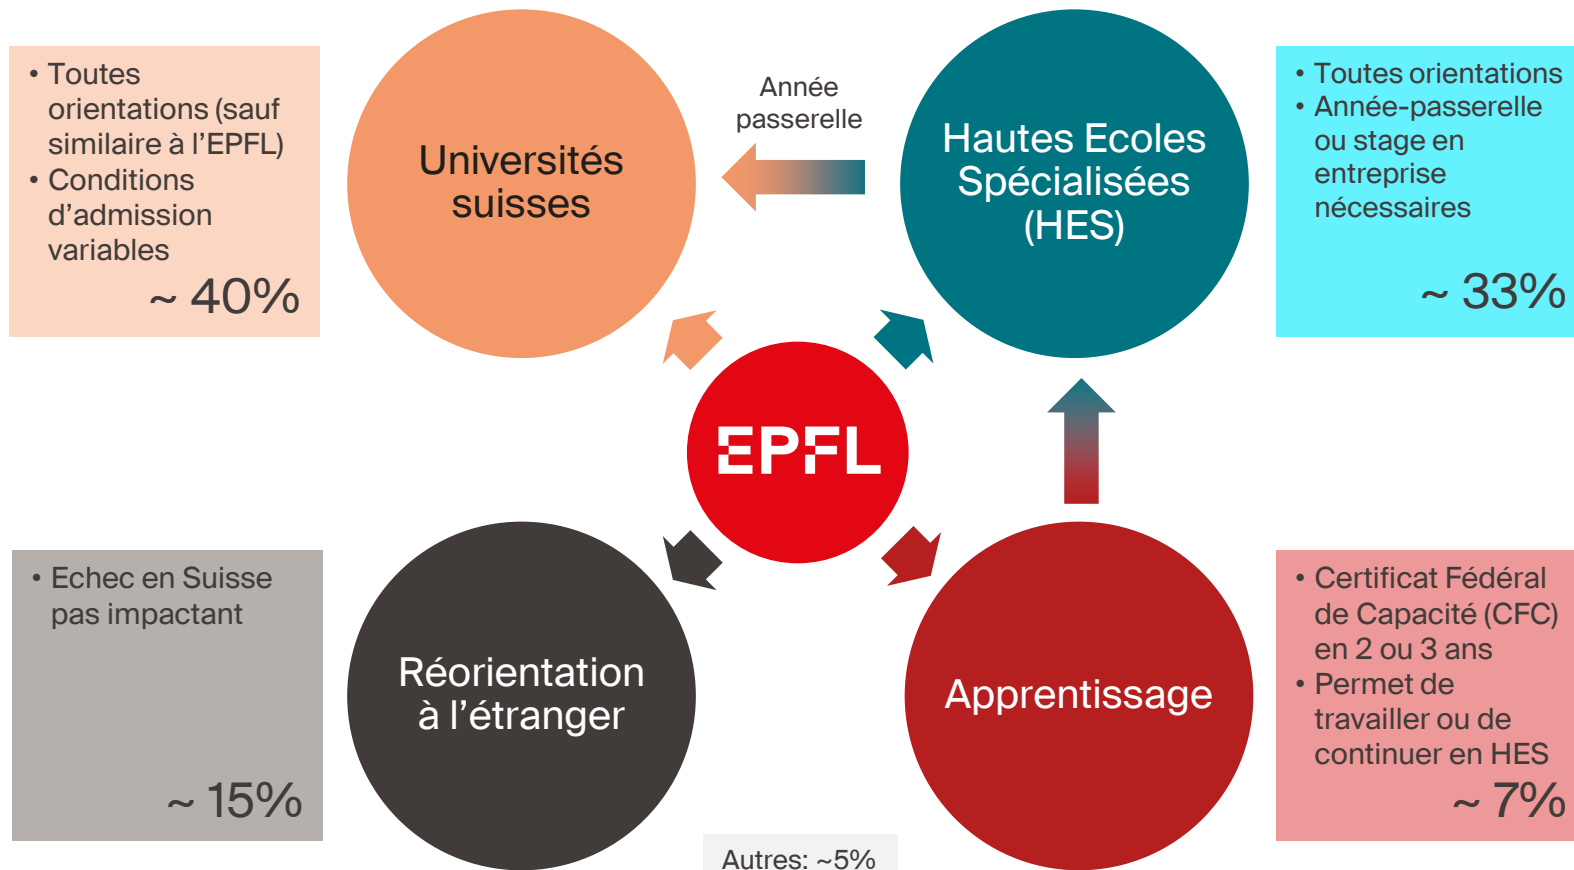 • Toutes
orientations (sauf
similaire à l'EPFL)
• Conditions
d'admission
variables
~ 40%
Universités
suisses
Année
passerelle
Hautes Ecoles
Spécialisées
(HES)
• Toutes orientations
• Année-passerelle
ou stage en
entreprise
nécessaires
~ 33%
EPFL
• Echec en Suisse
pas impactant
~ 15%
Réorientation
à l'étranger
Apprentissage
• Certificat Fédéral
de Capacité (CFC)
en 2 ou 3 ans
• Permet de
travailler ou de
continuer en HES
~ 7%
Autres: ~5%